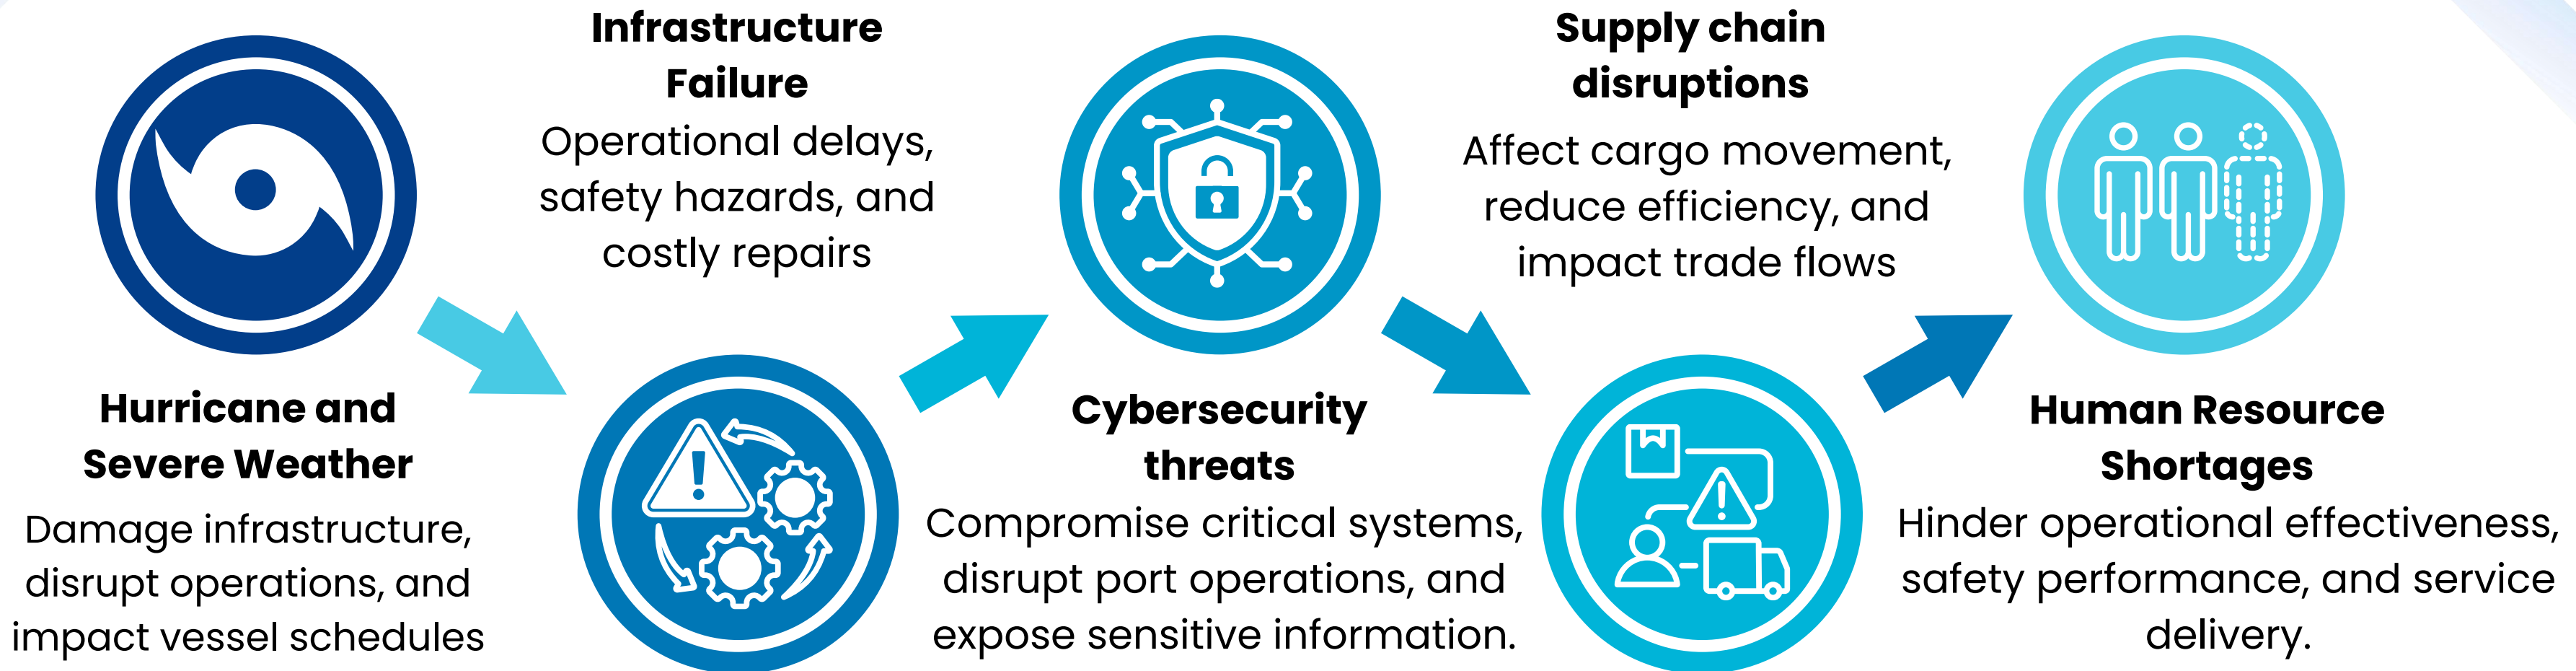 Hurricane and
Severe Weather
Damage infrastructure,
disrupt operations, and
impact vessel schedules
Infrastructure
Failure
Operational delays,
safety hazards, and
costly repairs
Cybersecurity
threats
Compromise critical systems,
disrupt port operations, and
expose sensitive information.
Supply chain
disruptions
Affect cargo movement,
reduce efficiency, and
impact trade flows
Human Resource
Shortages
Hinder operational effectiveness,
safety performance, and service
delivery.